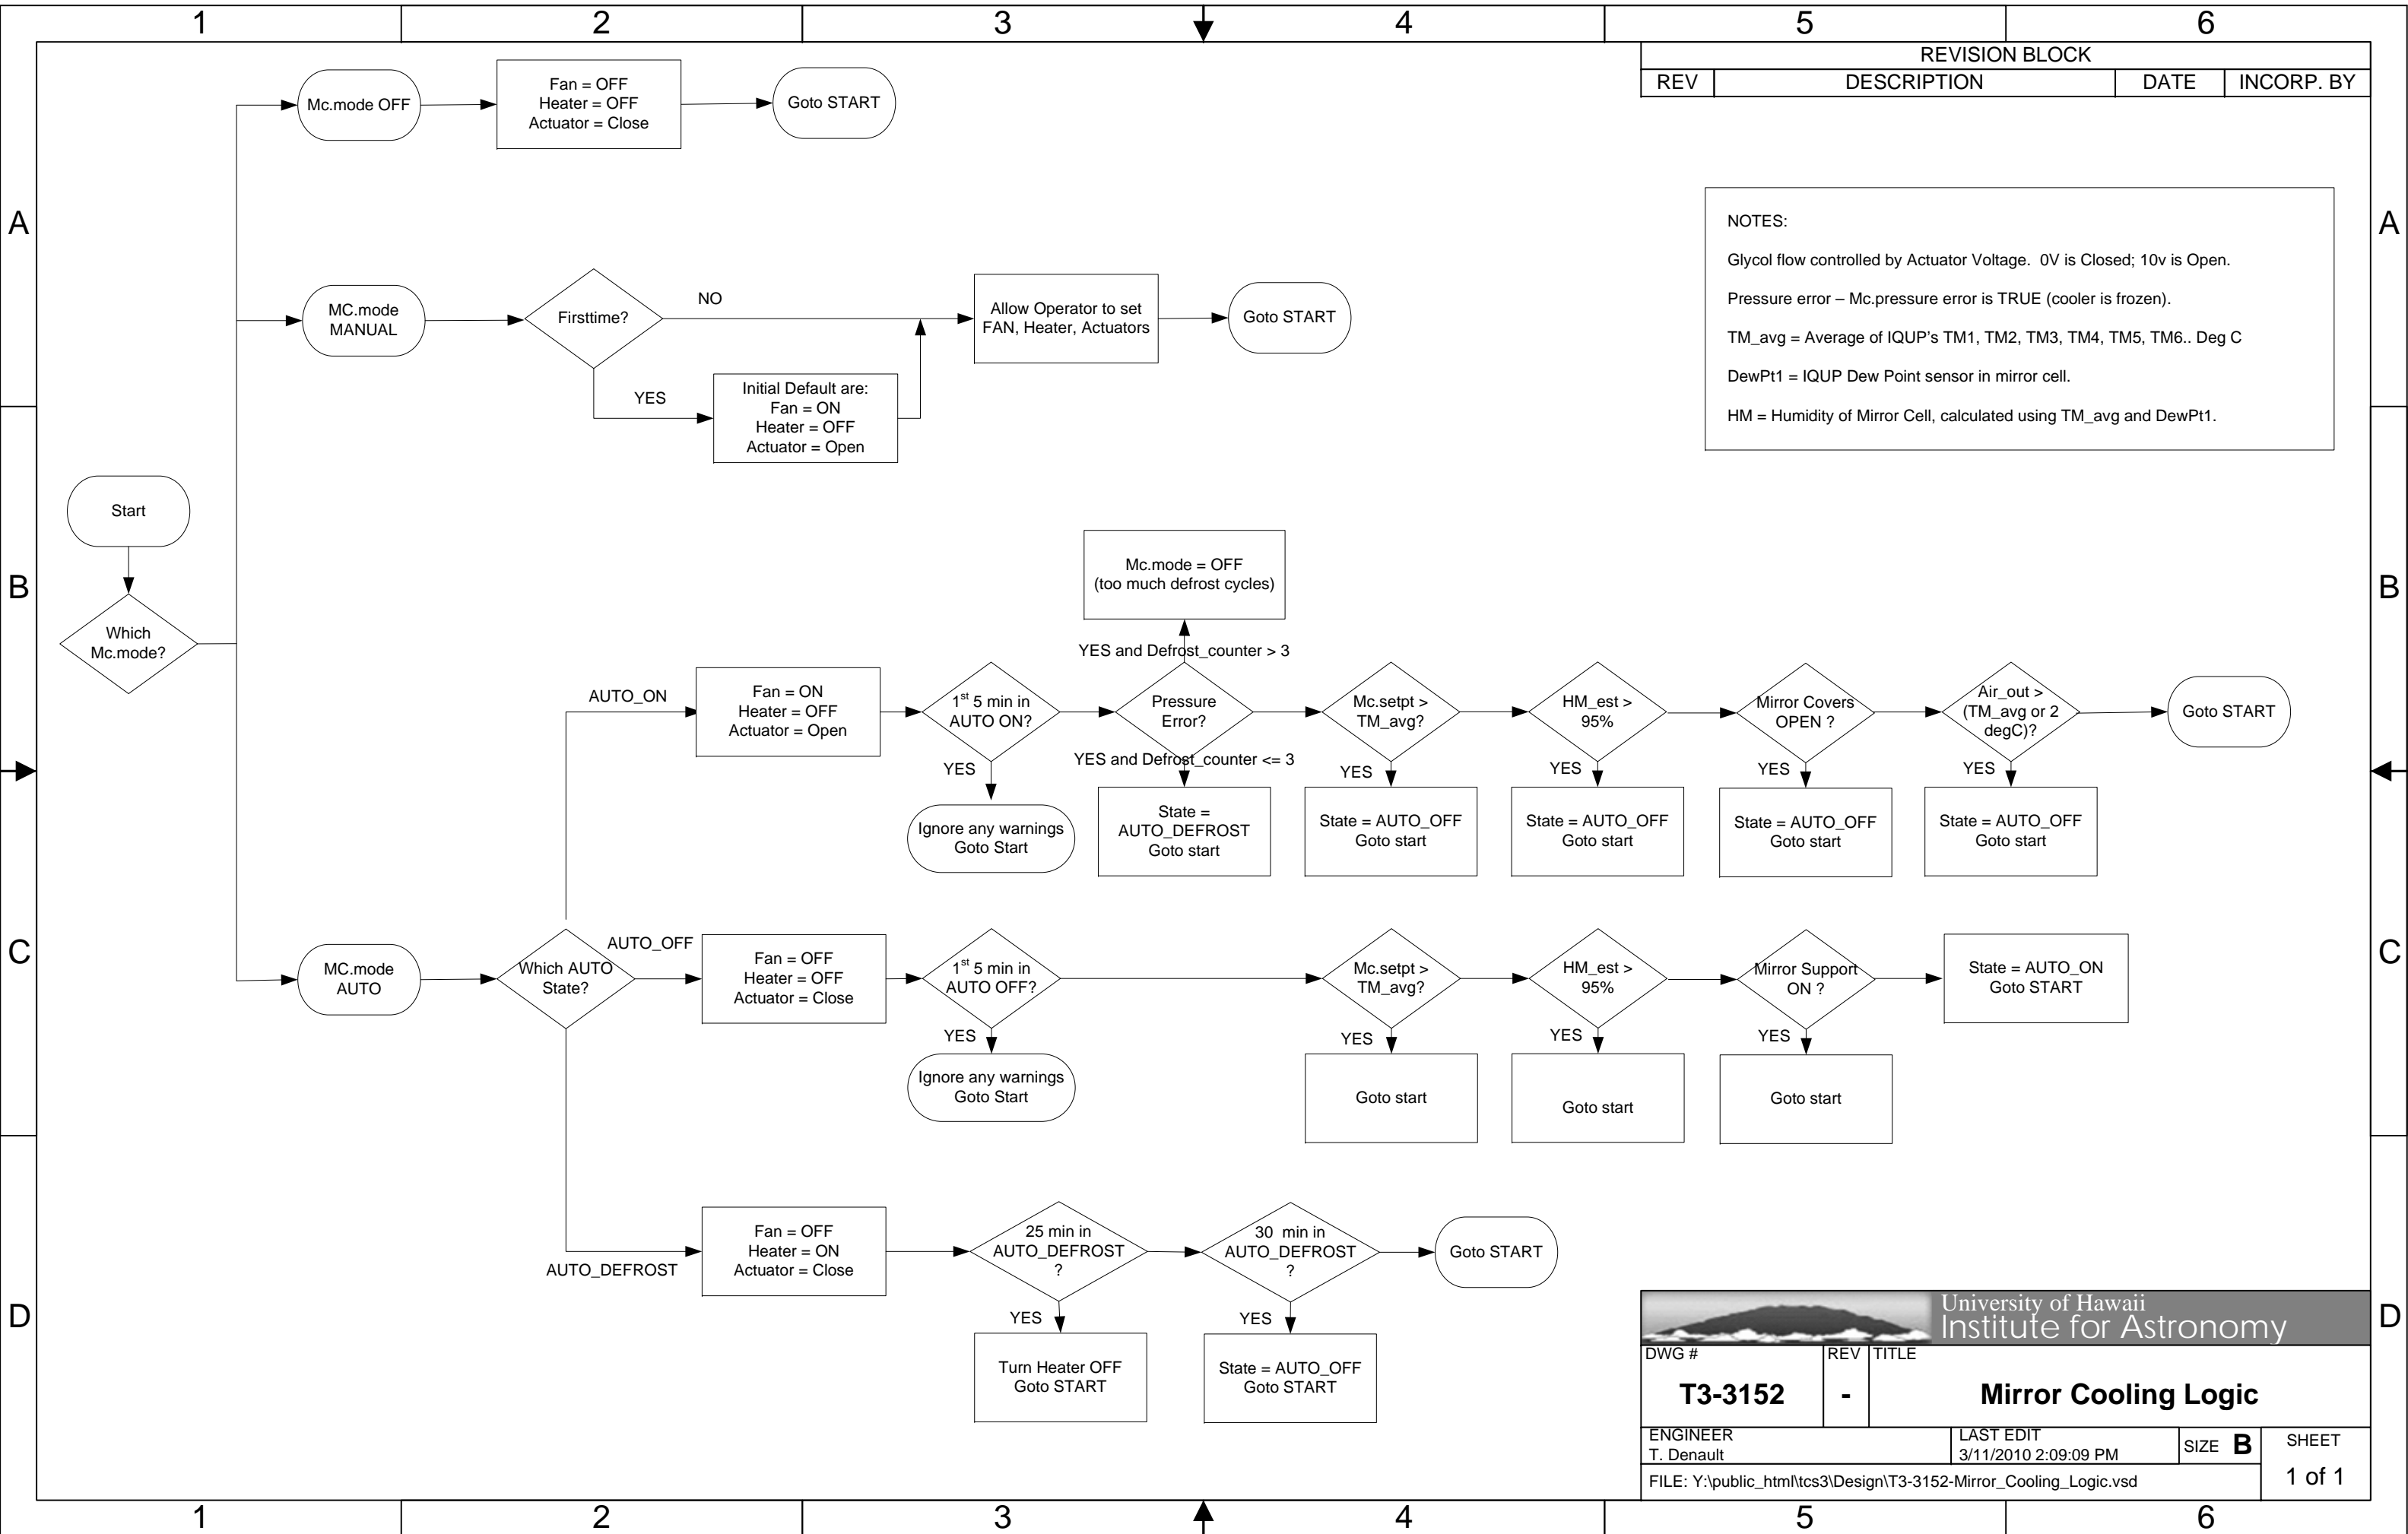 1 2 3 4 5 6
REVISION BLOCK
REV DESCRIPTION DATE INCORP. BY
Mc.mode OFF
Fan = OFF
Heater = OFF
Actuator = Close
Goto START
A
A
NOTES:
Glycol flow controlled by Actuator Voltage. 0V is Closed; 10v is Open.
Pressure error – Mc.pressure error is TRUE (cooler is frozen).
TM_avg = Average of IQUP's TM1, TM2, TM3, TM4, TM5, TM6.. Deg C
DewPt1 = IQUP Dew Point sensor in mirror cell.
HM = Humidity of Mirror Cell, calculated using TM_avg and DewPt1.
MC.mode
MANUAL
Firsttime?
NO
YES
Initial Default are:
Fan = ON
Heater = OFF
Actuator = Open
Allow Operator to set
FAN, Heater, Actuators
Goto START
Start
Which
Mc.mode?
B
B
Mc.mode = OFF
(too much defrost cycles)
YES and Defrost_counter > 3
AUTO_ON
Fan = ON
Heater = OFF
Actuator = Open
1st 5 min in
AUTO ON?
YES
Ignore any warnings
Goto Start
Pressure
Error?
YES and Defrost_counter <= 3
State =
AUTO_DEFROST
Goto start
Mc.setpt >
TM_avg?
YES
State = AUTO_OFF
Goto start
HM_est >
95%
YES
State = AUTO_OFF
Goto start
Mirror Covers
OPEN ?
YES
State = AUTO_OFF
Goto start
Air_out >
(TM_avg or 2
degC)?
YES
State = AUTO_OFF
Goto start
Goto START
C
C
MC.mode
AUTO
Which AUTO
State?
AUTO_OFF
Fan = OFF
Heater = OFF
Actuator = Close
1st 5 min in
AUTO OFF?
YES
Ignore any warnings
Goto Start
Mc.setpt >
TM_avg?
YES
Goto start
HM_est >
95%
YES
Goto start
Mirror Support
ON ?
YES
Goto start
State = AUTO_ON
Goto START
AUTO_DEFROST
Fan = OFF
Heater = ON
Actuator = Close
25 min in
AUTO_DEFROST
?
YES
Turn Heater OFF
Goto START
30 min in
AUTO_DEFROST
?
YES
State = AUTO_OFF
Goto START
Goto START
D
D
University of Hawaii
Institute for Astronomy
DWG # REV TITLE
T3-3152 - Mirror Cooling Logic
ENGINEER
T. Denault
LAST EDIT
3/11/2010 2:09:09 PM
SIZE B
SHEET
1 of 1
FILE: Y:\public_html\tcs3\Design\T3-3152-Mirror_Cooling_Logic.vsd
1 2 3 4 5 6